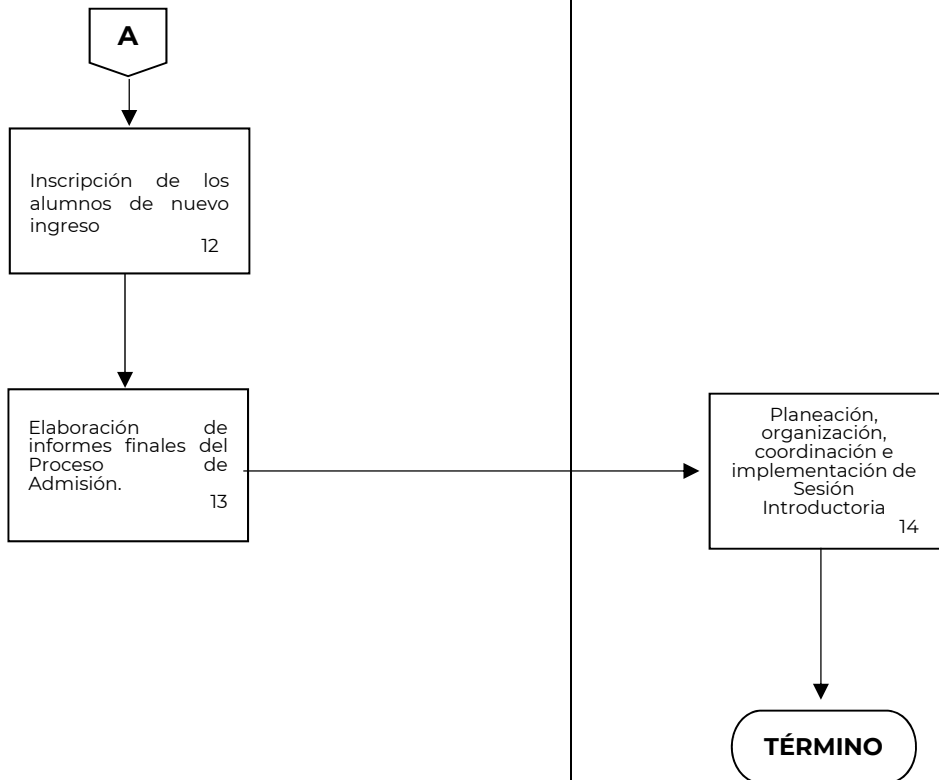 A
Inscripción de los
alumnos de nuevo
ingreso
12
Elaboración de
informes finales del
Proceso de
Admisión.
13
Planeación,
organización,
coordinación e
implementación de
Sesión
Introductoria
14
TÉRMINO